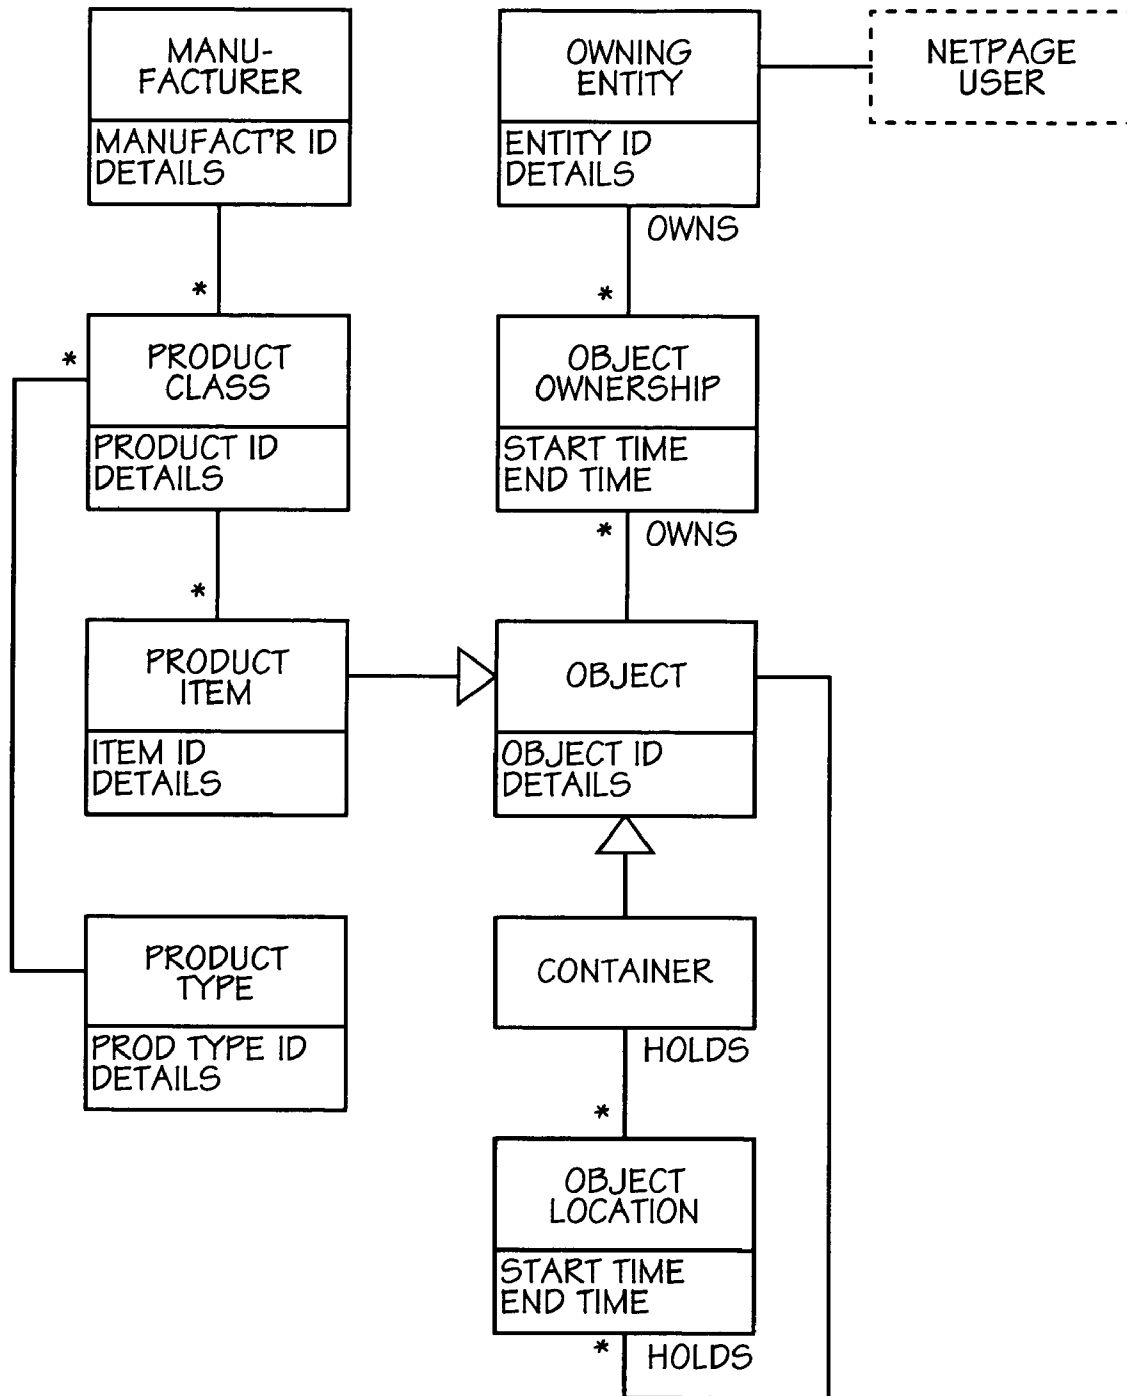 MANU-
FACTURER
MANUFACT'R ID
DETAILS
OWNING
ENTITY
ENTITY ID
DETAILS
OWNS
NETPAGE
USER
*
*
PRODUCT
CLASS
PRODUCT ID
DETAILS
*
OBJECT
OWNERSHIP
START TIME
END TIME
* OWNS
*
PRODUCT
ITEM
ITEM ID
DETAILS
OBJECT
OBJECT ID
DETAILS
PRODUCT
TYPE
PROD TYPE ID
DETAILS
CONTAINER
HOLDS
*
OBJECT
LOCATION
START TIME
END TIME
* HOLDS